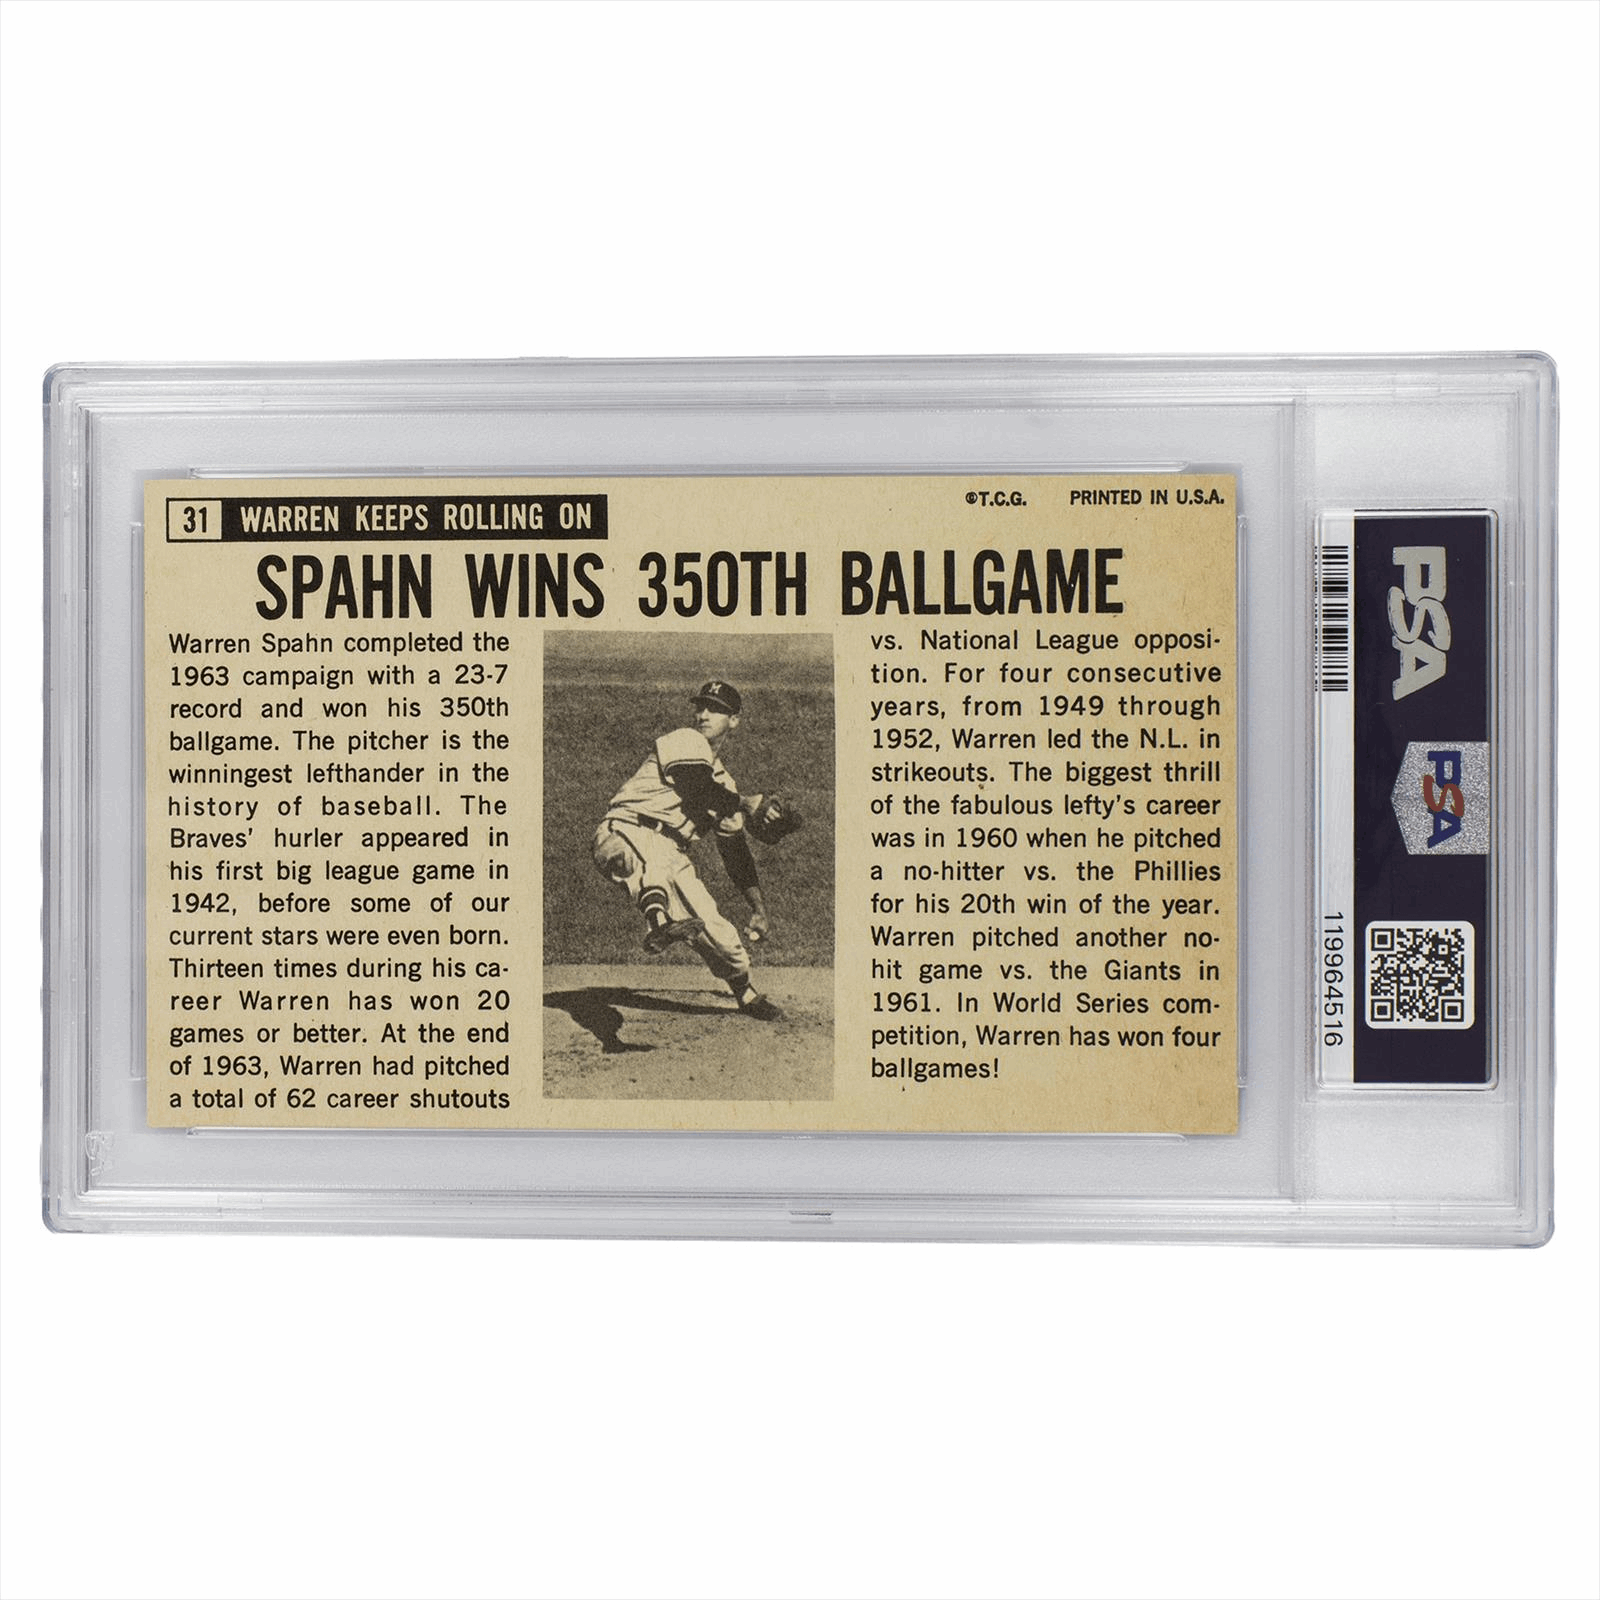 31 WARREN KEEPS ROLLING ON
©T.C.G. PRINTED IN U.S.A.
SPAHN WINS 350TH BALLGAME
Warren Spahn completed the
1963 campaign with a 23-7
record and won his 350th
ballgame. The pitcher is the
winningest lefthander in the
history of baseball. The
Braves' hurler appeared in
his first big league game in
1942, before some of our
current stars were even born.
Thirteen times during his ca-
reer Warren has won 20
games or better. At the end
of 1963, Warren had pitched
a total of 62 career shutouts
vs. National League opposi-
tion. For four consecutive
years, from 1949 through
1952, Warren led the N.L. in
strikeouts. The biggest thrill
of the fabulous lefty's career
was in 1960 when he pitched
a no-hitter vs. the Phillies
for his 20th win of the year.
Warren pitched another no-
hit game vs. the Giants in
1961. In World Series com-
petition, Warren has won four
ballgames!
M
PSA
PSA
119964516